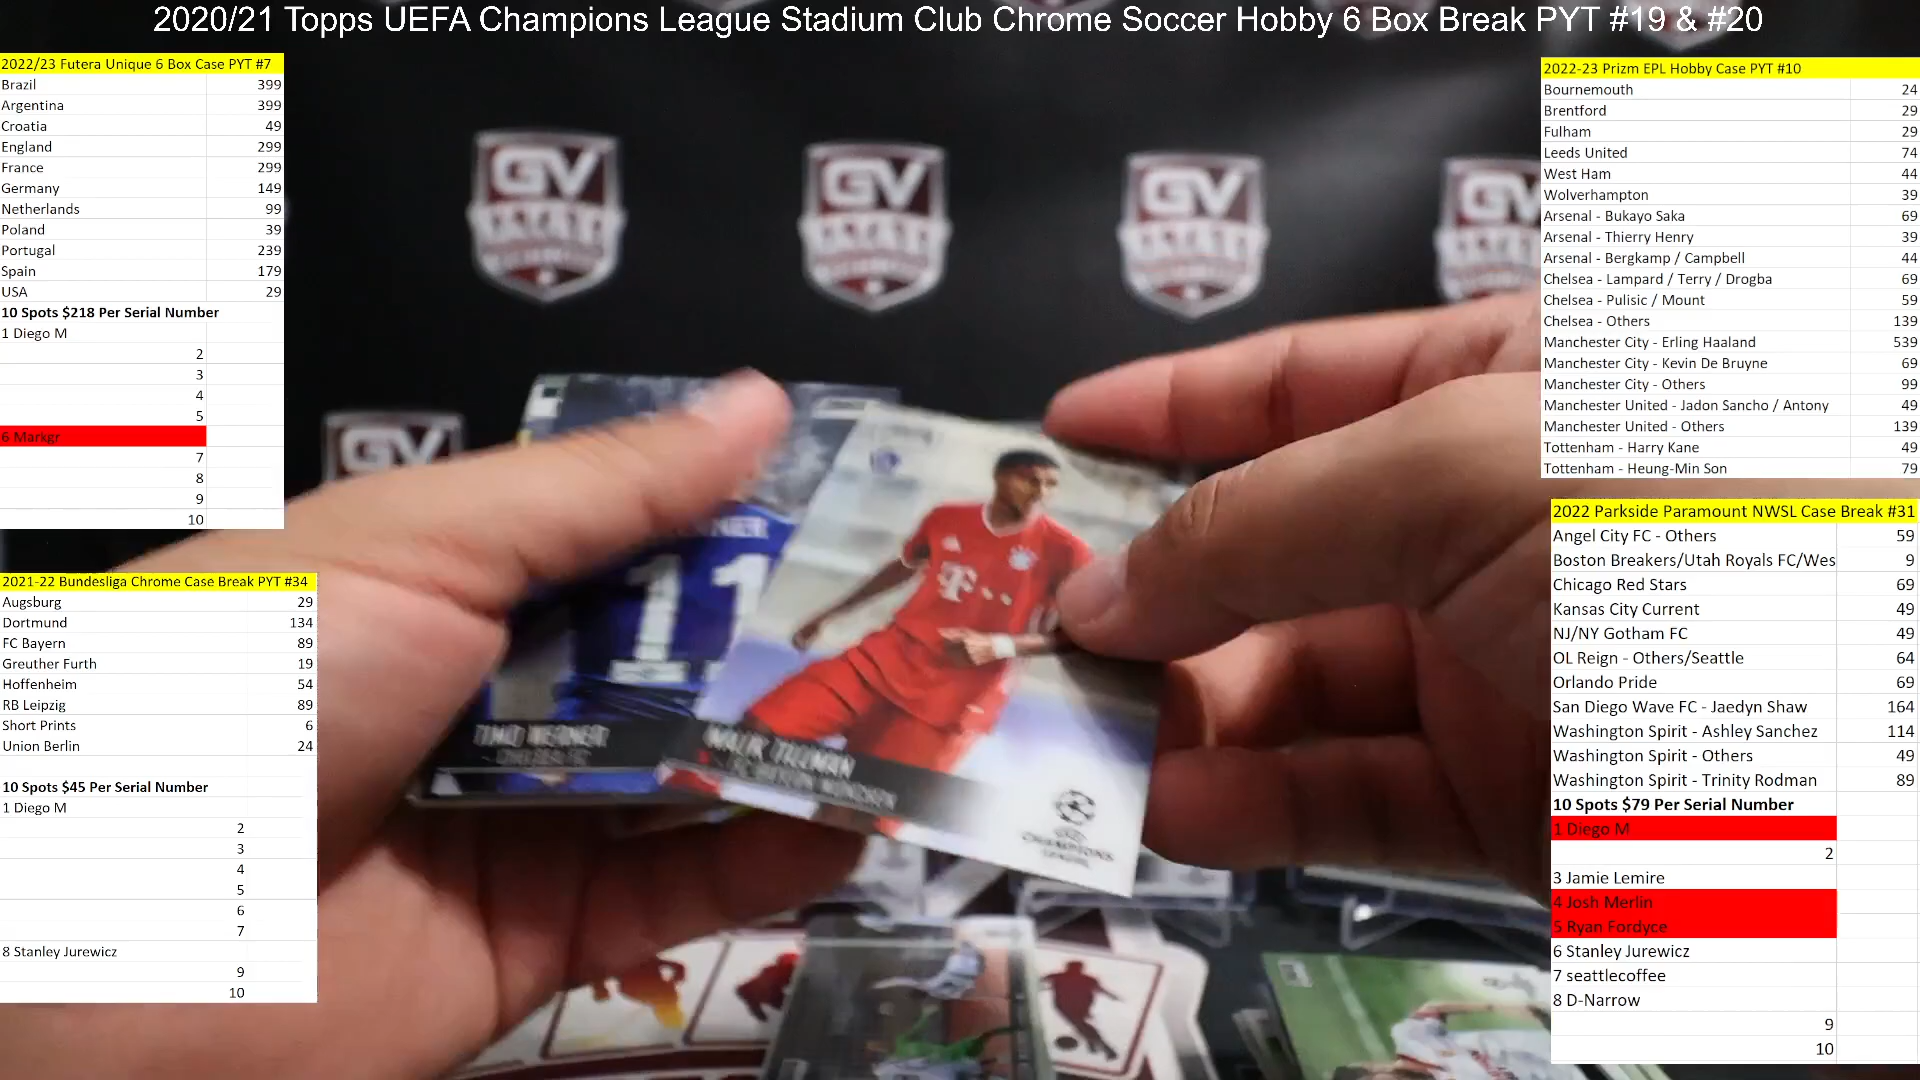 2020/21 Topps UEFA Champions League Stadium Club Chrome Soccer Hobby 6 Box Break PYT #19 & #20
2022/23 Futera Unique 6 Box Case PYT #7
Brazil 399
Argentina 399
Croatia 49
England 299
France 299
Germany 149
Netherlands 99
Poland 39
Portugal 239
Spain 179
USA 29
10 Spots $218 Per Serial Number
1 Diego M
2
3
4
5
6 Markgr
7
8
9
10
2021-22 Bundesliga Chrome Case Break PYT #34
Augsburg 29
Dortmund 134
FC Bayern 89
Greuther Furth 19
Hoffenheim 54
RB Leipzig 89
Short Prints 6
Union Berlin 24
10 Spots $45 Per Serial Number
1 Diego M
2
3
4
5
6
7
8 Stanley Jurewicz
9
10
GV
GV
GV
GV
GV
11
TIMO WERNER
CHELSEA FC
MALIK TILLMAN
FC BAYERN MÜNCHEN
T
CHAMPIONS
LEAGUE
2022-23 Prizm EPL Hobby Case PYT #10
Bournemouth 24
Brentford 29
Fulham 29
Leeds United 74
West Ham 44
Wolverhampton 39
Arsenal - Bukayo Saka 69
Arsenal - Thierry Henry 39
Arsenal - Bergkamp / Campbell 44
Chelsea - Lampard / Terry / Drogba 69
Chelsea - Pulisic / Mount 59
Chelsea - Others 139
Manchester City - Erling Haaland 539
Manchester City - Kevin De Bruyne 69
Manchester City - Others 99
Manchester United - Jadon Sancho / Antony 49
Manchester United - Others 139
Tottenham - Harry Kane 49
Tottenham - Heung-Min Son 79
2022 Parkside Paramount NWSL Case Break #31
Angel City FC - Others 59
Boston Breakers/Utah Royals FC/Wes 9
Chicago Red Stars 69
Kansas City Current 49
NJ/NY Gotham FC 49
OL Reign - Others/Seattle 64
Orlando Pride 69
San Diego Wave FC - Jaedyn Shaw 164
Washington Spirit - Ashley Sanchez 114
Washington Spirit - Others 49
Washington Spirit - Trinity Rodman 89
10 Spots $79 Per Serial Number
1 Diego M
2
3 Jamie Lemire
4 Josh Merlin
5 Ryan Fordyce
6 Stanley Jurewicz
7 seattlecoffee
8 D-Narrow
9
10